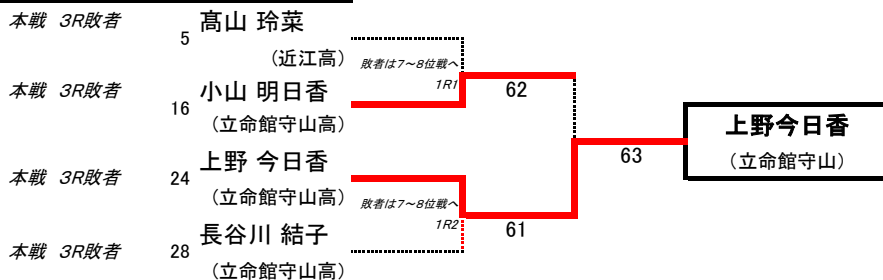 本戦 3R敗者 5 髙山 玲菜
(近江高)
敗者は7～8位戦へ
本戦 3R敗者 16 小山 明日香
1R1
62
(立命館守山高)
上野今日香
(立命館守山)
63
本戦 3R敗者 24 上野 今日香
(立命館守山高)
敗者は7～8位戦へ
1R2
61
本戦 3R敗者 28 長谷川 結子
(立命館守山高)